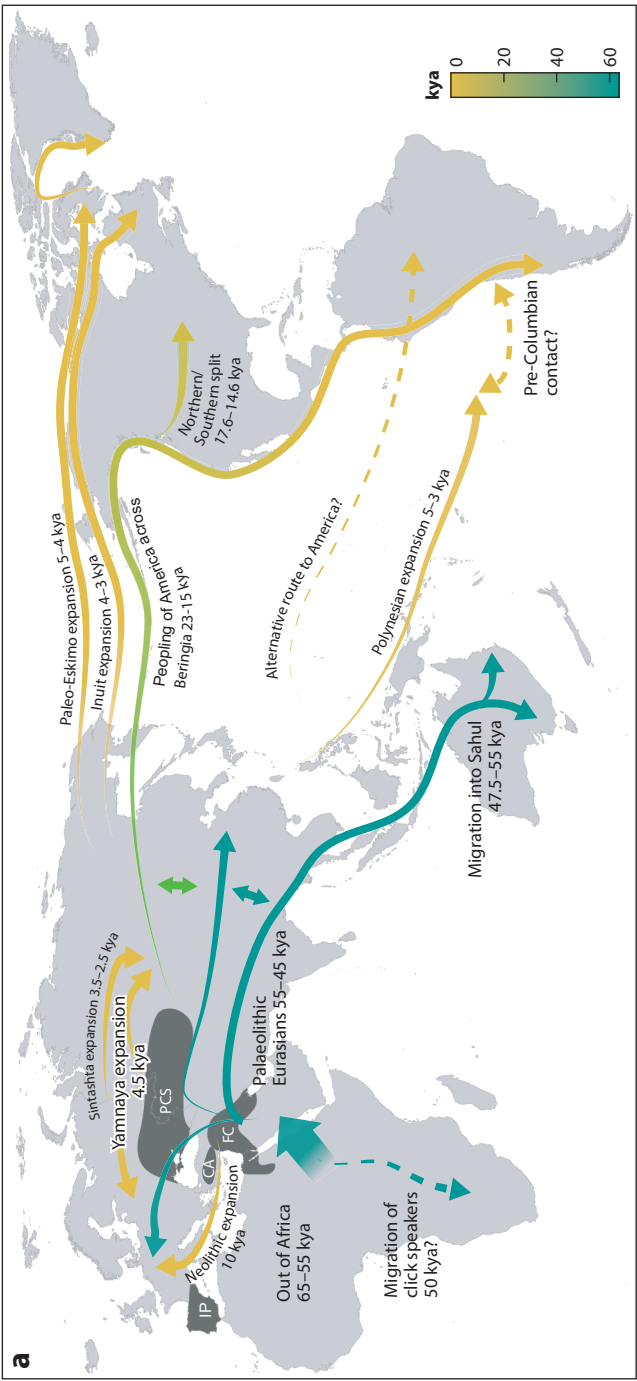 a
Paleo-Eskimo expansion 5–4 kya
Inuit expansion 4–3 kya
Peopling of America across
Beringia 23-15 kya
Northern/
Southern split
17.6–14.6 kya
Sintashta expansion 3.5–2.5 kya
Yamnaya expansion
4.5 kya
PCS
CA
FC
IP
Neolithic expansion
10 kya
Palaeolithic
Eurasians 55–45 kya
Out of Africa
65–55 kya
Migration of
click speakers
50 kya?
Migration into Sahul
47.5–55 kya
Alternative route to America?
Polynesian expansion 5–3 kya
Pre-Columbian
contact?
kya
0
20
40
60